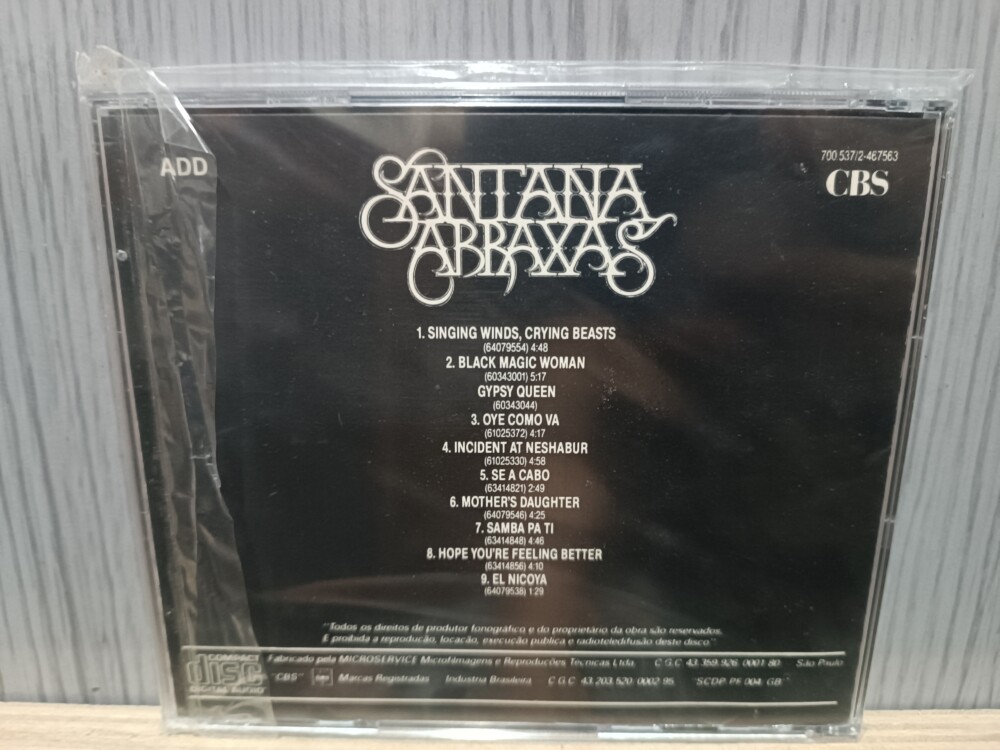 ADD
SANTANA
ABRAXAS
700.537/2-467563
CBS
1. SINGING WINDS, CRYING BEASTS
(64079554) 4:48
2. BLACK MAGIC WOMAN
(60343001) 5:17
GYPSY QUEEN
(60343044)
3. OYE COMO VA
(61025372) 4:17
4. INCIDENT AT NESHABUR
(61025330) 4:58
5. SE A CABO
(63414821) 2:49
6. MOTHER'S DAUGHTER
(64079546) 4:25
7. SAMBA PA TI
(63414848) 4:46
8. HOPE YOU'RE FEELING BETTER
(63414856) 4:10
9. EL NICOYA
(64079538) 1:29
"Todos os direitos de produtor fonográfico e do proprietário da obra são reservados.
É proibida a reprodução, locação, execução pública e radioteledifusão deste disco"
COMPACT
disc
DIGITAL AUDIO
Fabricado pela MICROSERVICE Microfilmagens e Reproduções Técnicas Ltda. C G C 43.359.926 0001 80 São Paulo
"CBS" Marcas Registradas Indústria Brasileira C G C 43.203.520 0002 95 "SCDP PF 004 GB"